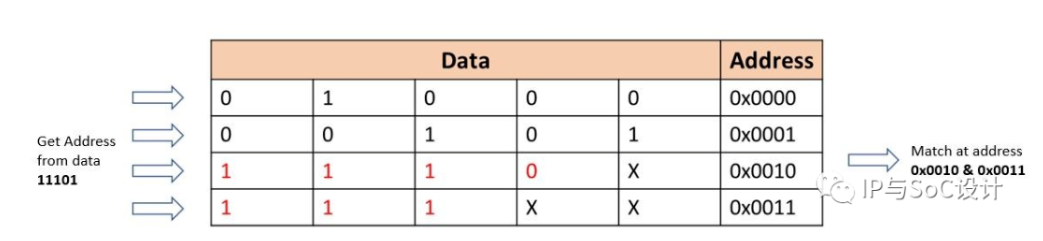 Data Address
0 1 0 0 0 0x0000
0 0 1 0 1 0x0001
1 1 1 0 X 0x0010
1 1 1 X X 0x0011
Get Address
from data
11101
Match at address
0x0010 & 0x0011
IP与SoC设计